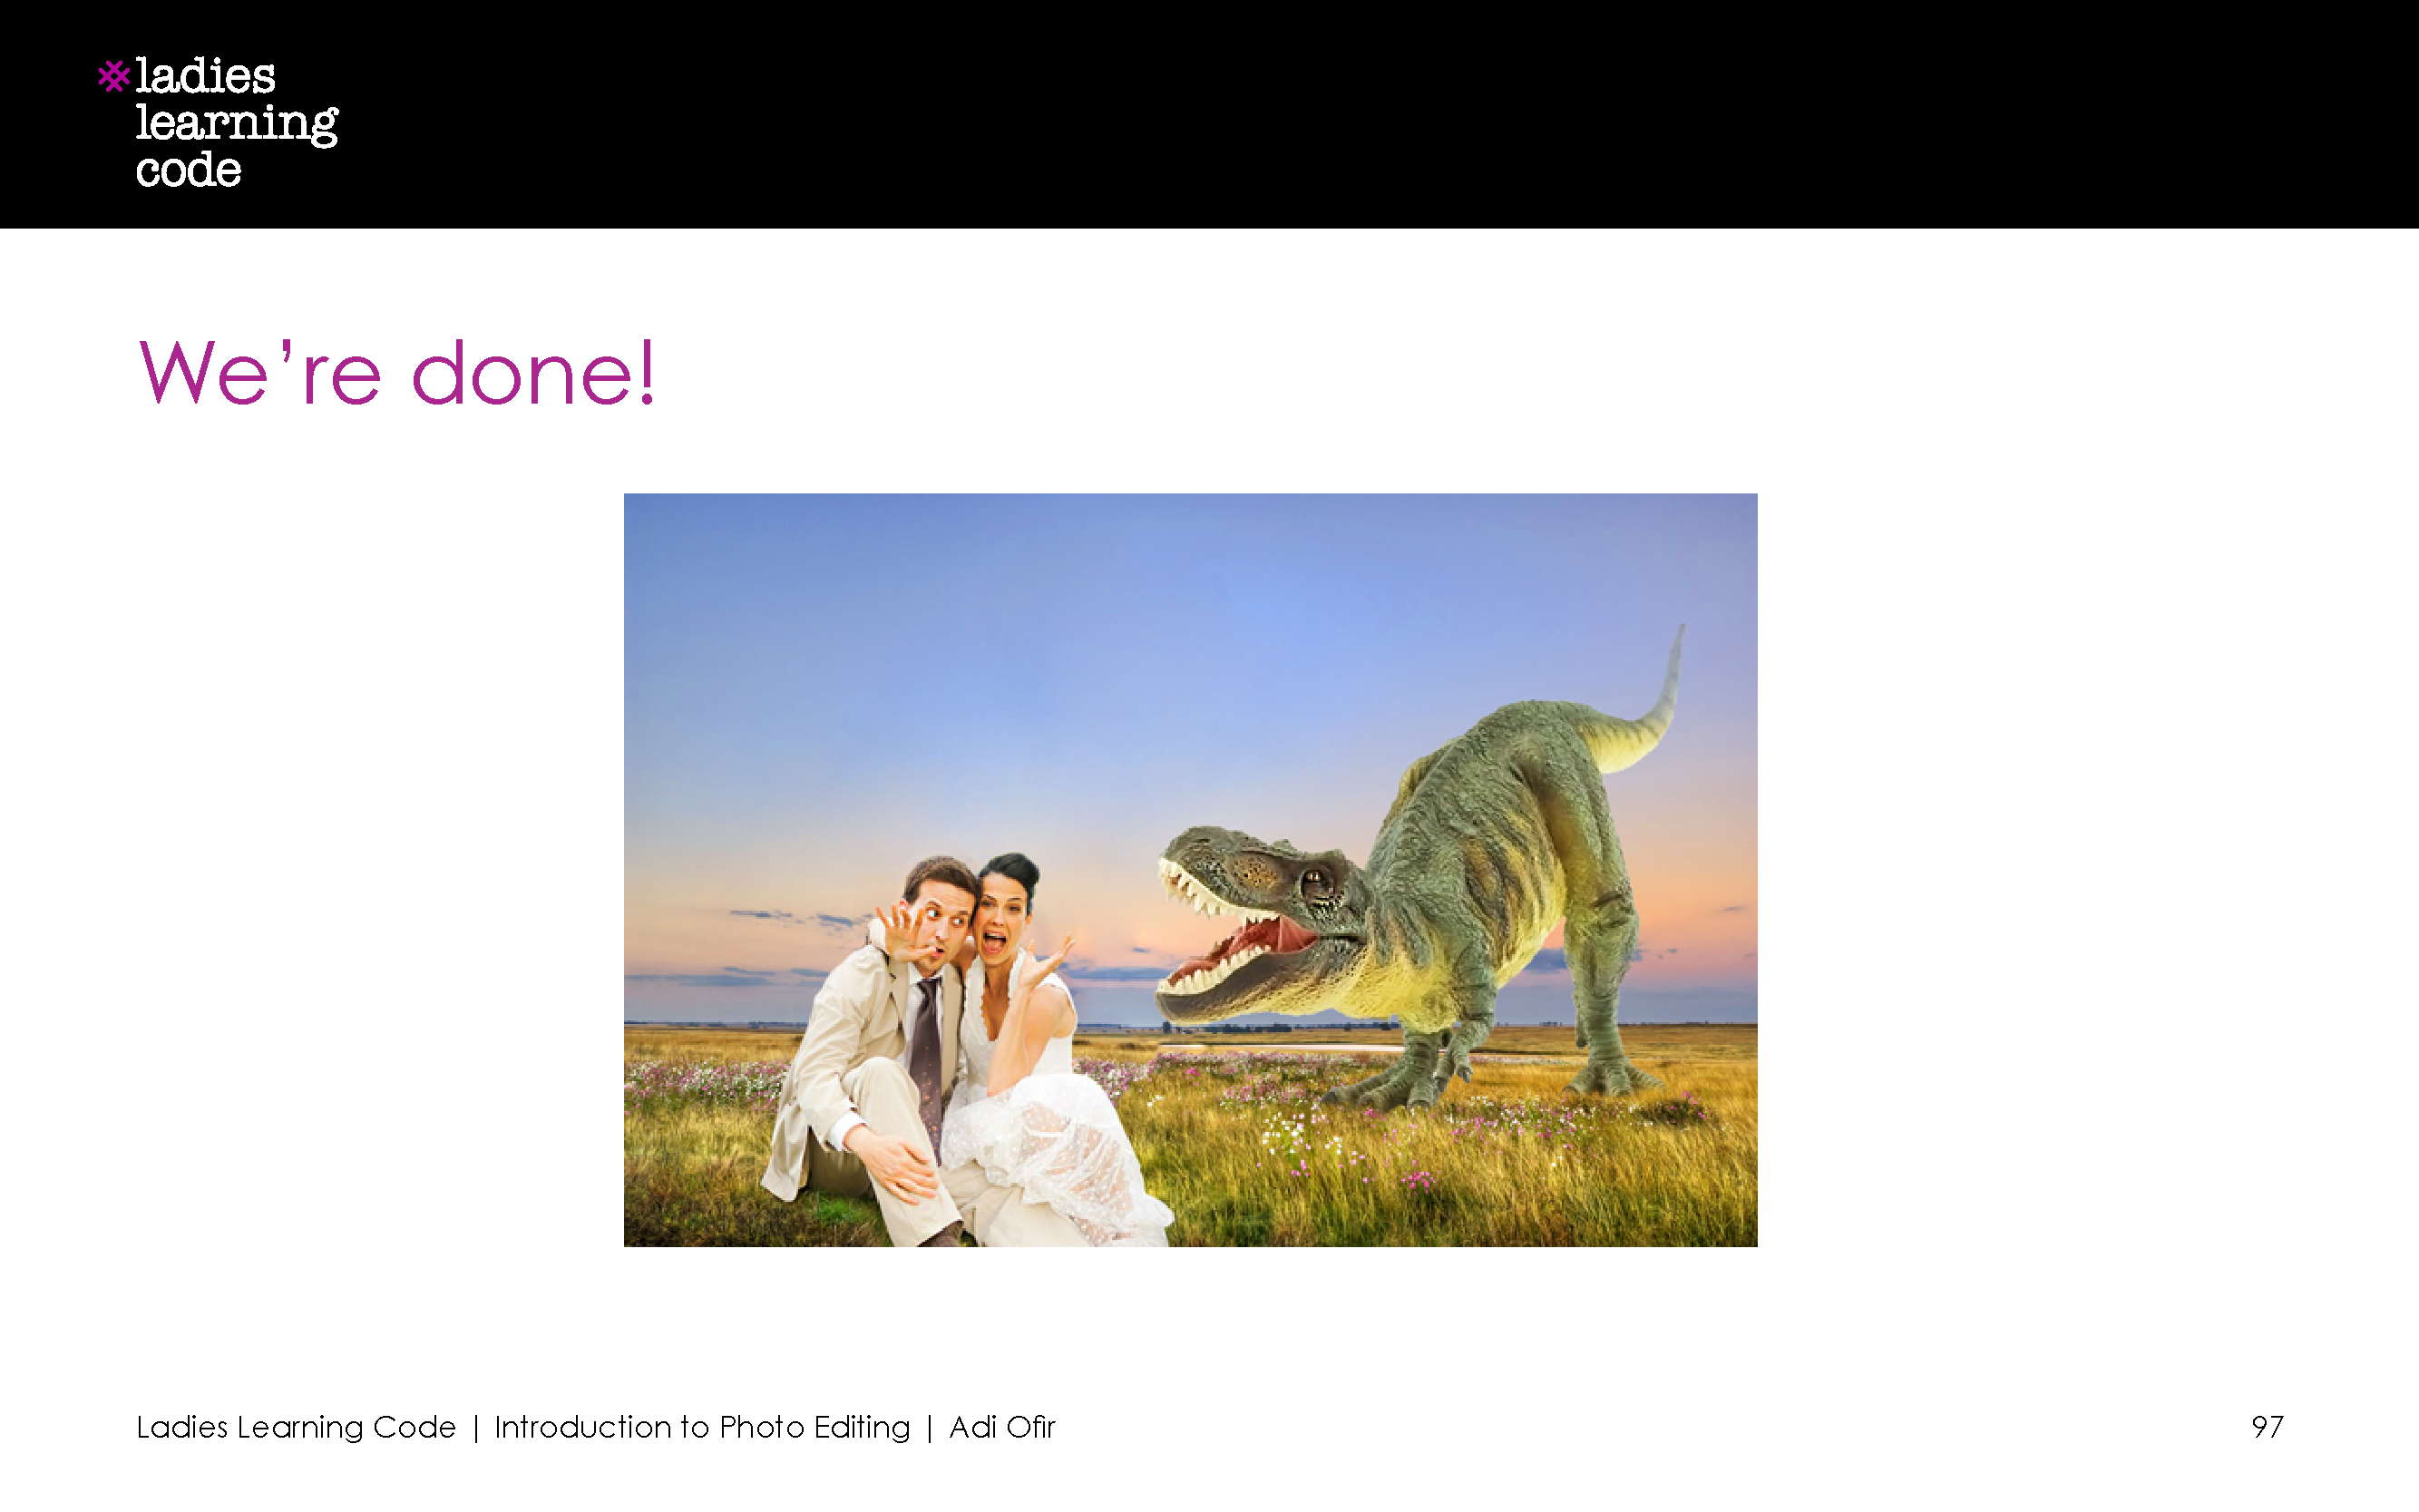 ladies
learning
code
We're done!
Ladies Learning Code | Introduction to Photo Editing | Adi Ofir
97